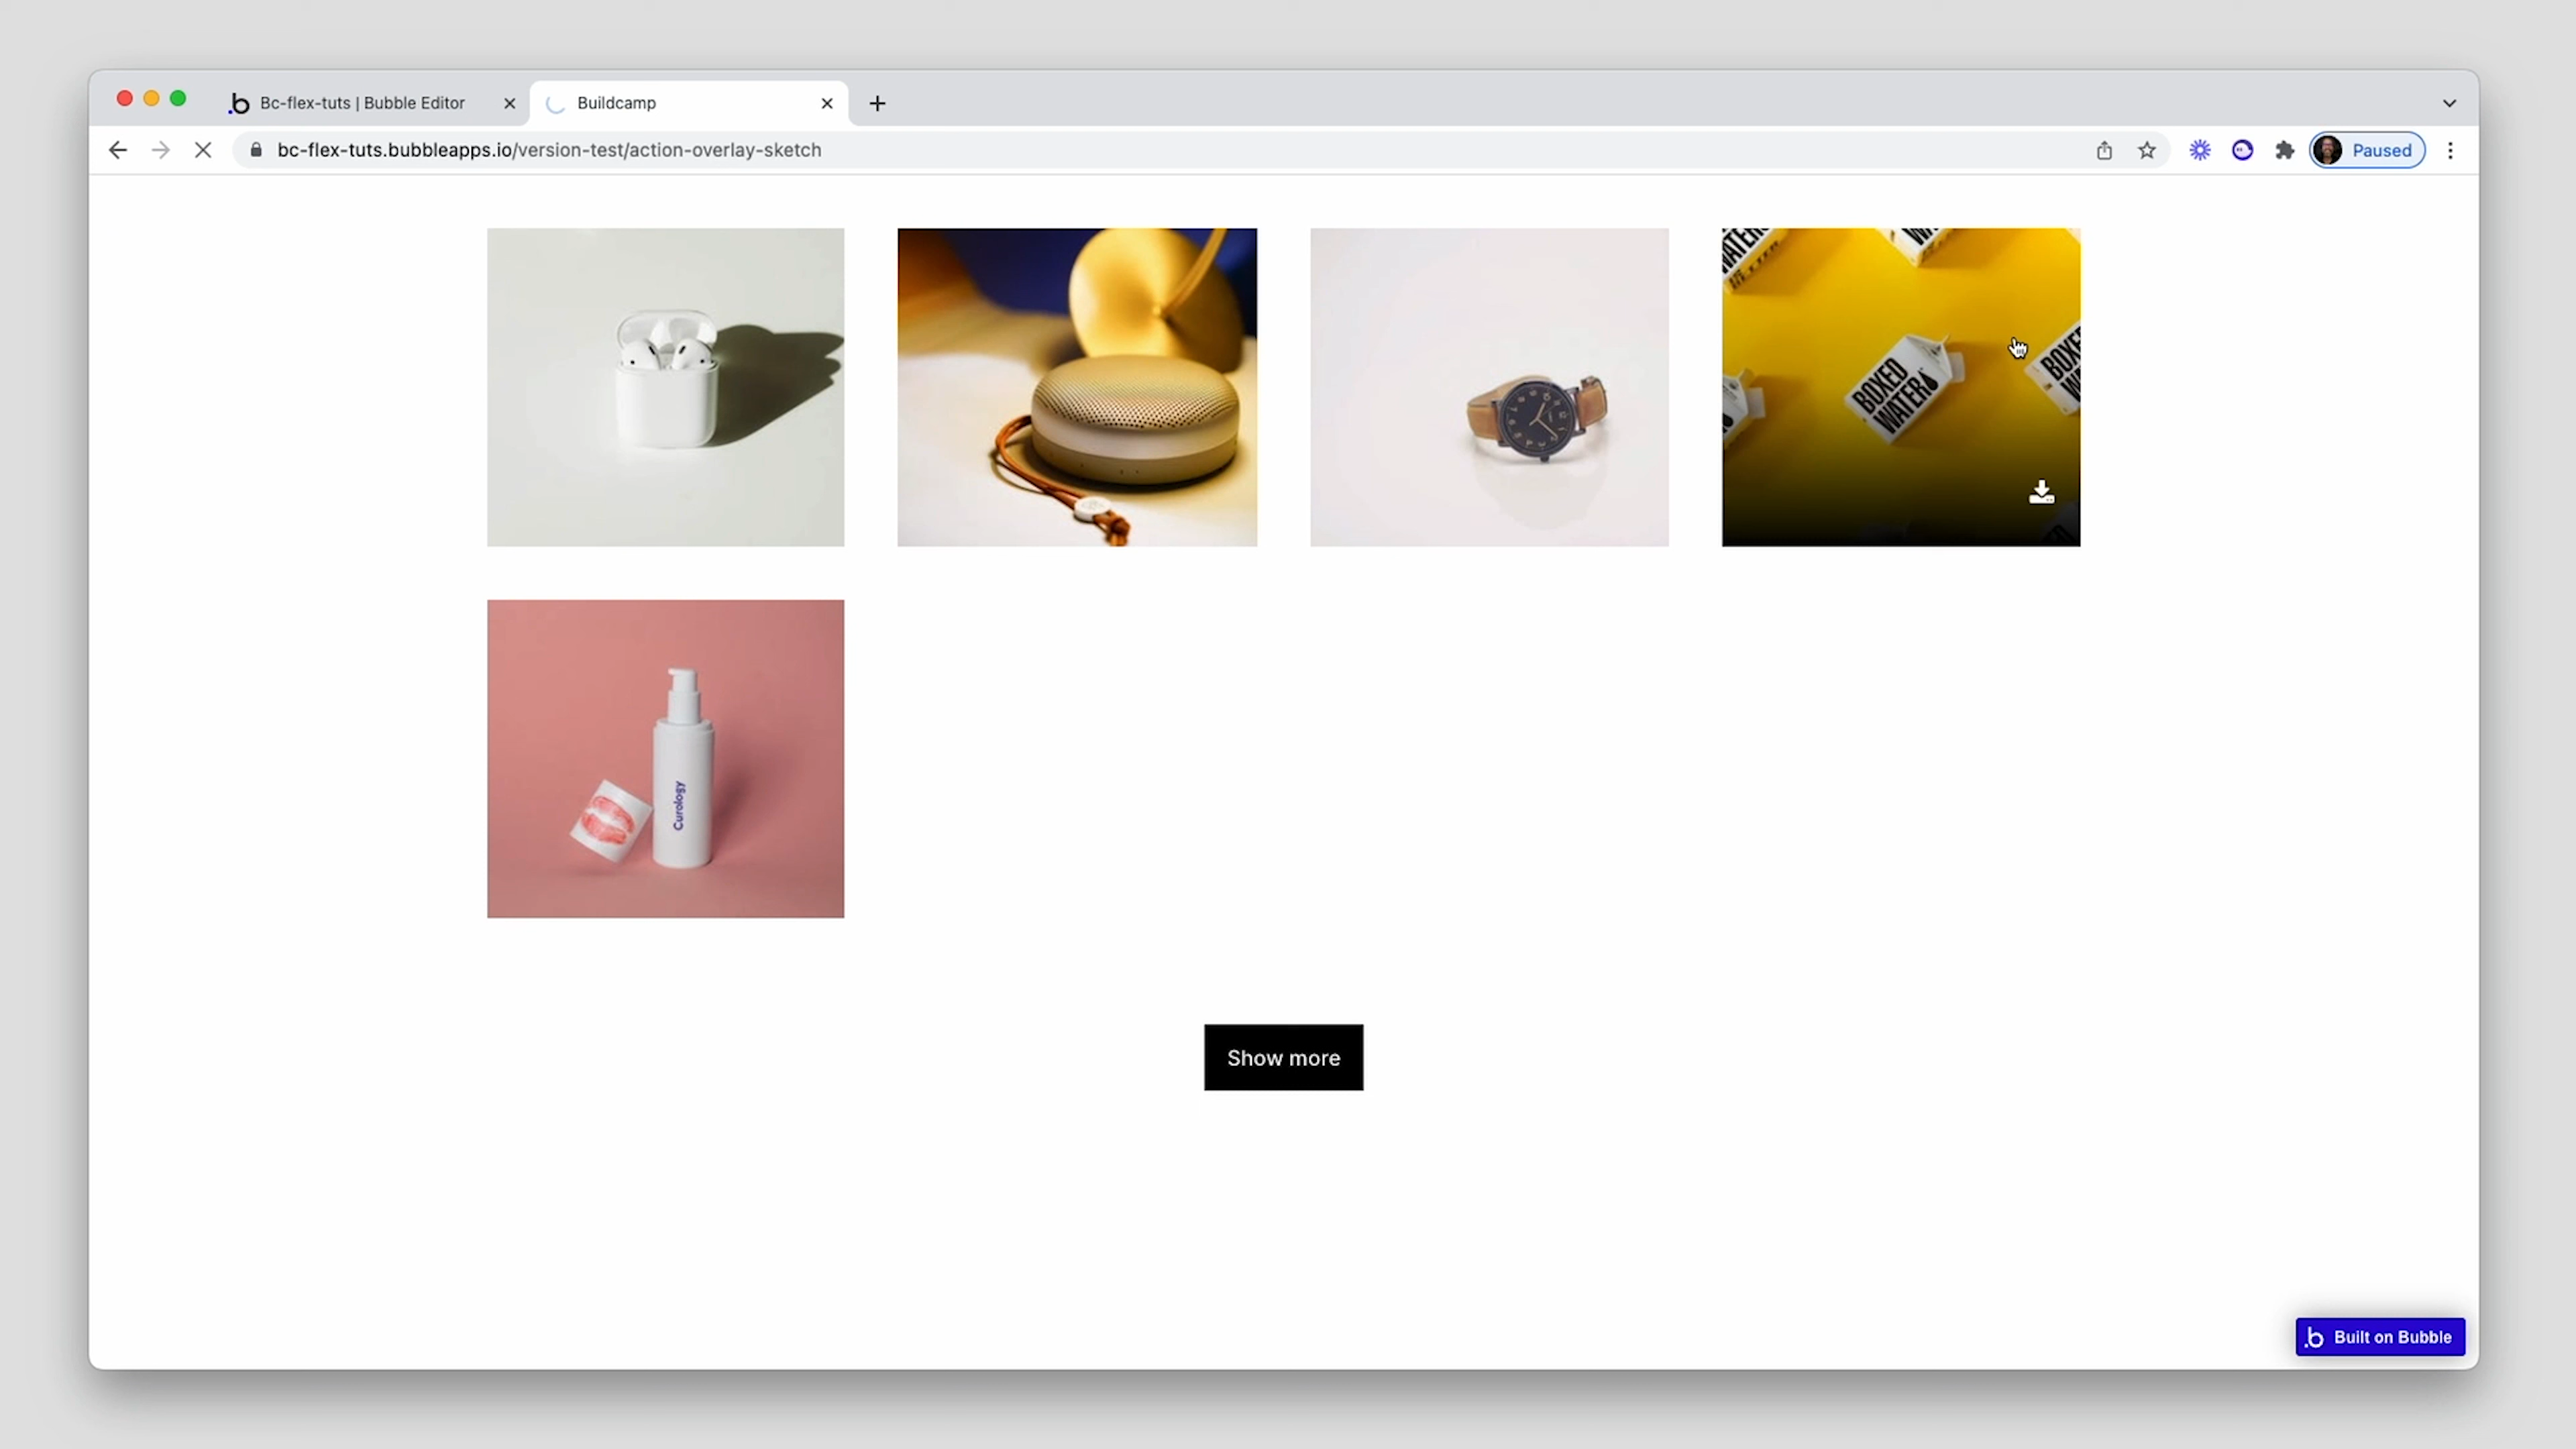 Bc-flex-tuts | Bubble Editor
Buildcamp
bc-flex-tuts.bubbleapps.io/version-test/action-overlay-sketch
Paused
BOXED
WATER
BOXED
Curology
Show more
Built on Bubble